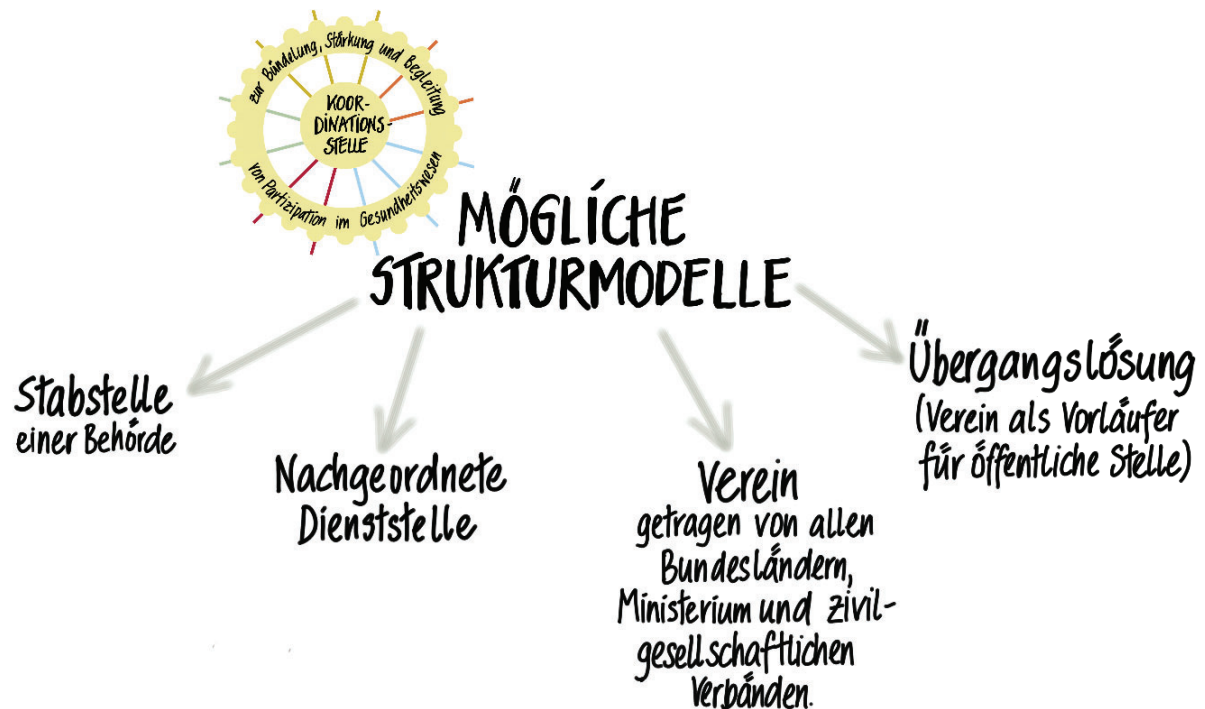 zur Bündelung, Stärkung und Begleitung
von Partizipation im Gesundheitswesen
KOOR-
DINATIONS-
STELLE
MÖGLICHE
STRUKTURMODELLE
Stabstelle
einer Behörde
Nachgeordnete
Dienststelle
Verein
getragen von allen
Bundesländern,
Ministerium und zivil-
gesellschaftlichen
Verbänden.
Übergangslösung
(Verein als Vorläufer
für öffentliche Stelle)